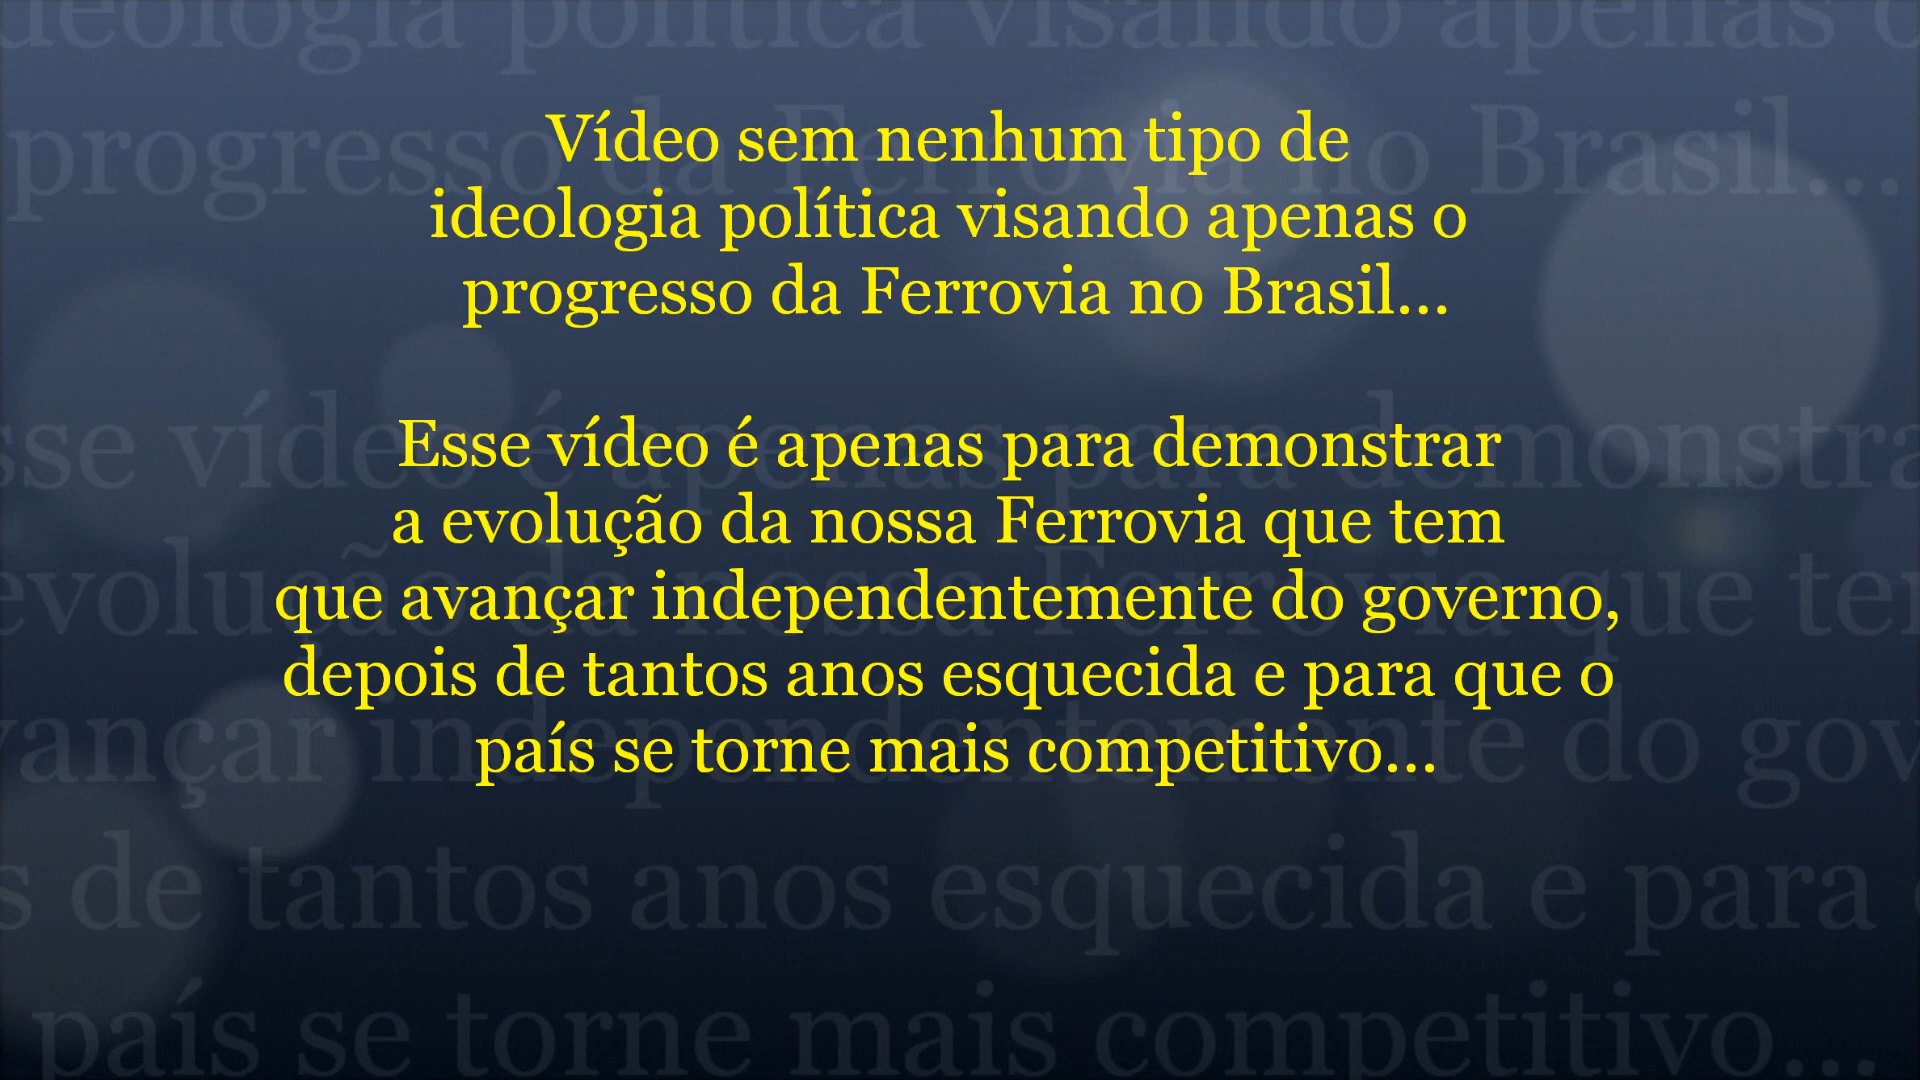 Vídeo sem nenhum tipo de
ideologia política visando apenas o
progresso da Ferrovia no Brasil...
Esse vídeo é apenas para demonstrar
a evolução da nossa Ferrovia que tem
que avançar independentemente do governo,
depois de tantos anos esquecida e para que o
país se torne mais competitivo...